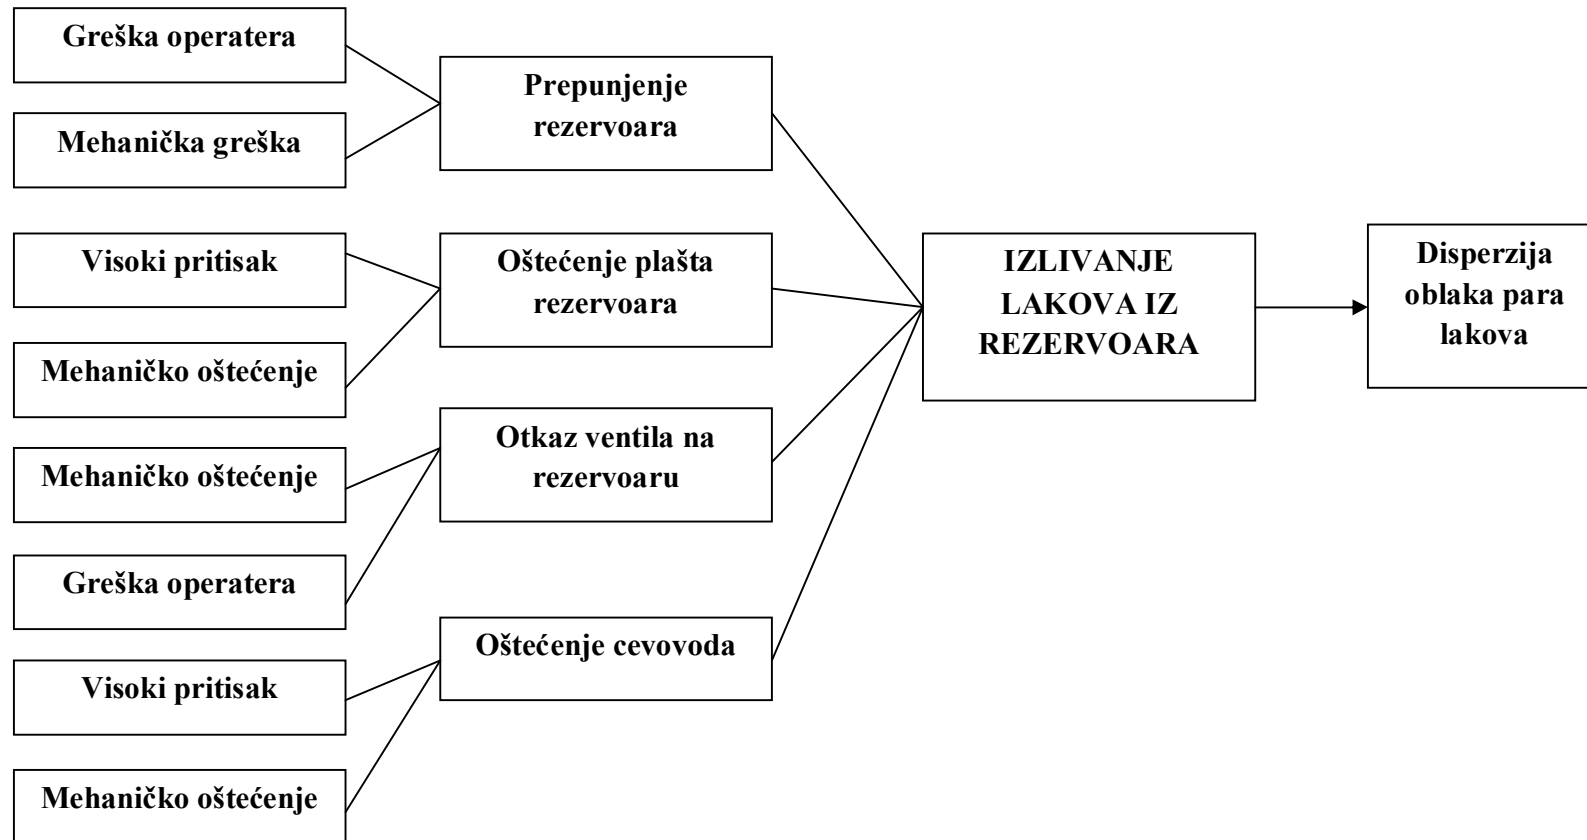 Greška operatera
Mehanička greška
Visoki pritisak
Mehaničko oštećenje
Mehaničko oštećenje
Greška operatera
Visoki pritisak
Mehaničko oštećenje
Prepunjenje
rezervoara
Oštećenje plašta
rezervoara
Otkaz ventila na
rezervoaru
Oštećenje cevovoda
IZLIVANJE
LAKOVA IZ
REZERVOARA
Disperzija
oblaka para
lakova